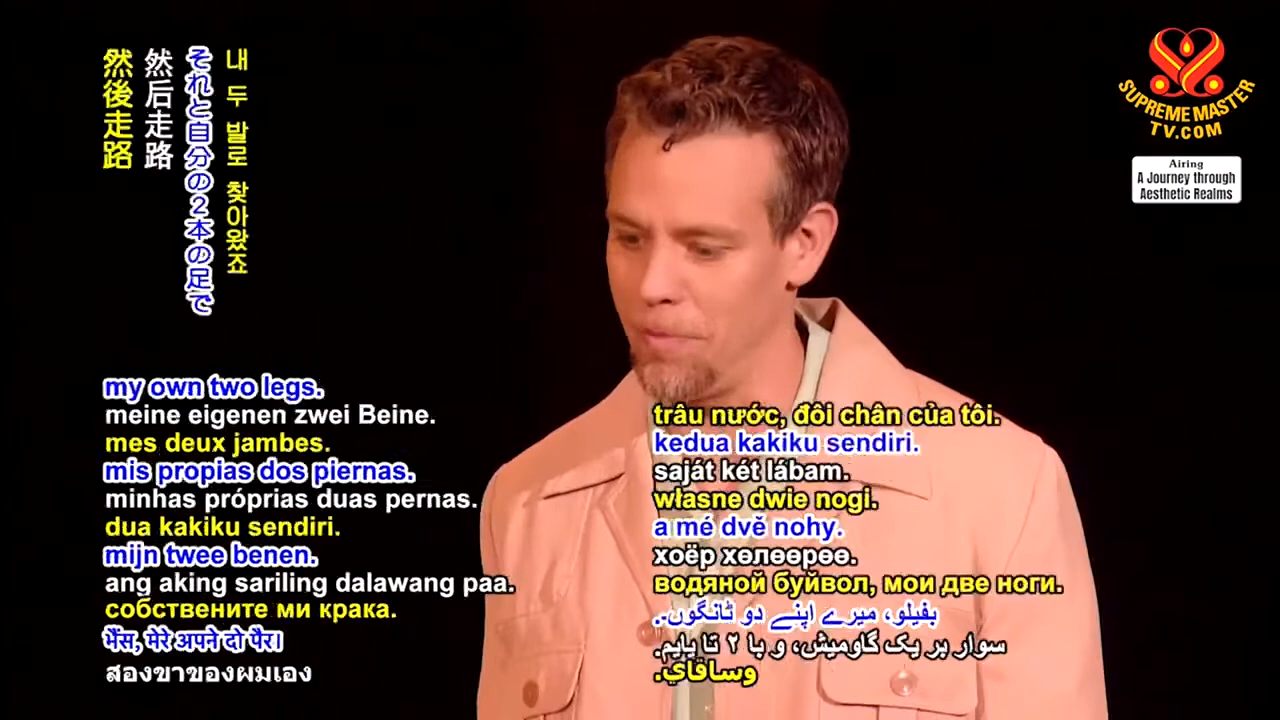 然後走路
然后走路
それと自分の2本の足で
내 두 발로 찾아왔죠
SUPREME MASTER
TV.COM
Airing
A Journey through
Aesthetic Realms
my own two legs.
meine eigenen zwei Beine.
mes deux jambes.
mis propias dos piernas.
minhas próprias duas pernas.
dua kakiku sendiri.
mijn twee benen.
ang aking sariling dalawang paa.
собствените ми крака.
भैंस, मेरे अपने दो पैर।
สองขาของผมเอง
trâu nước, đôi chân của tôi.
kedua kakiku sendiri.
saját két lábam.
własne dwie nogi.
a mé dvě nohy.
хоёр хөлөөрөө.
водяной буйвол, мои две ноги.
بفیلو، میرے اپنے دو ٹانگوں.
سوار بر یک گاومیش، و با ۲ تا پایم.
وساقاي.